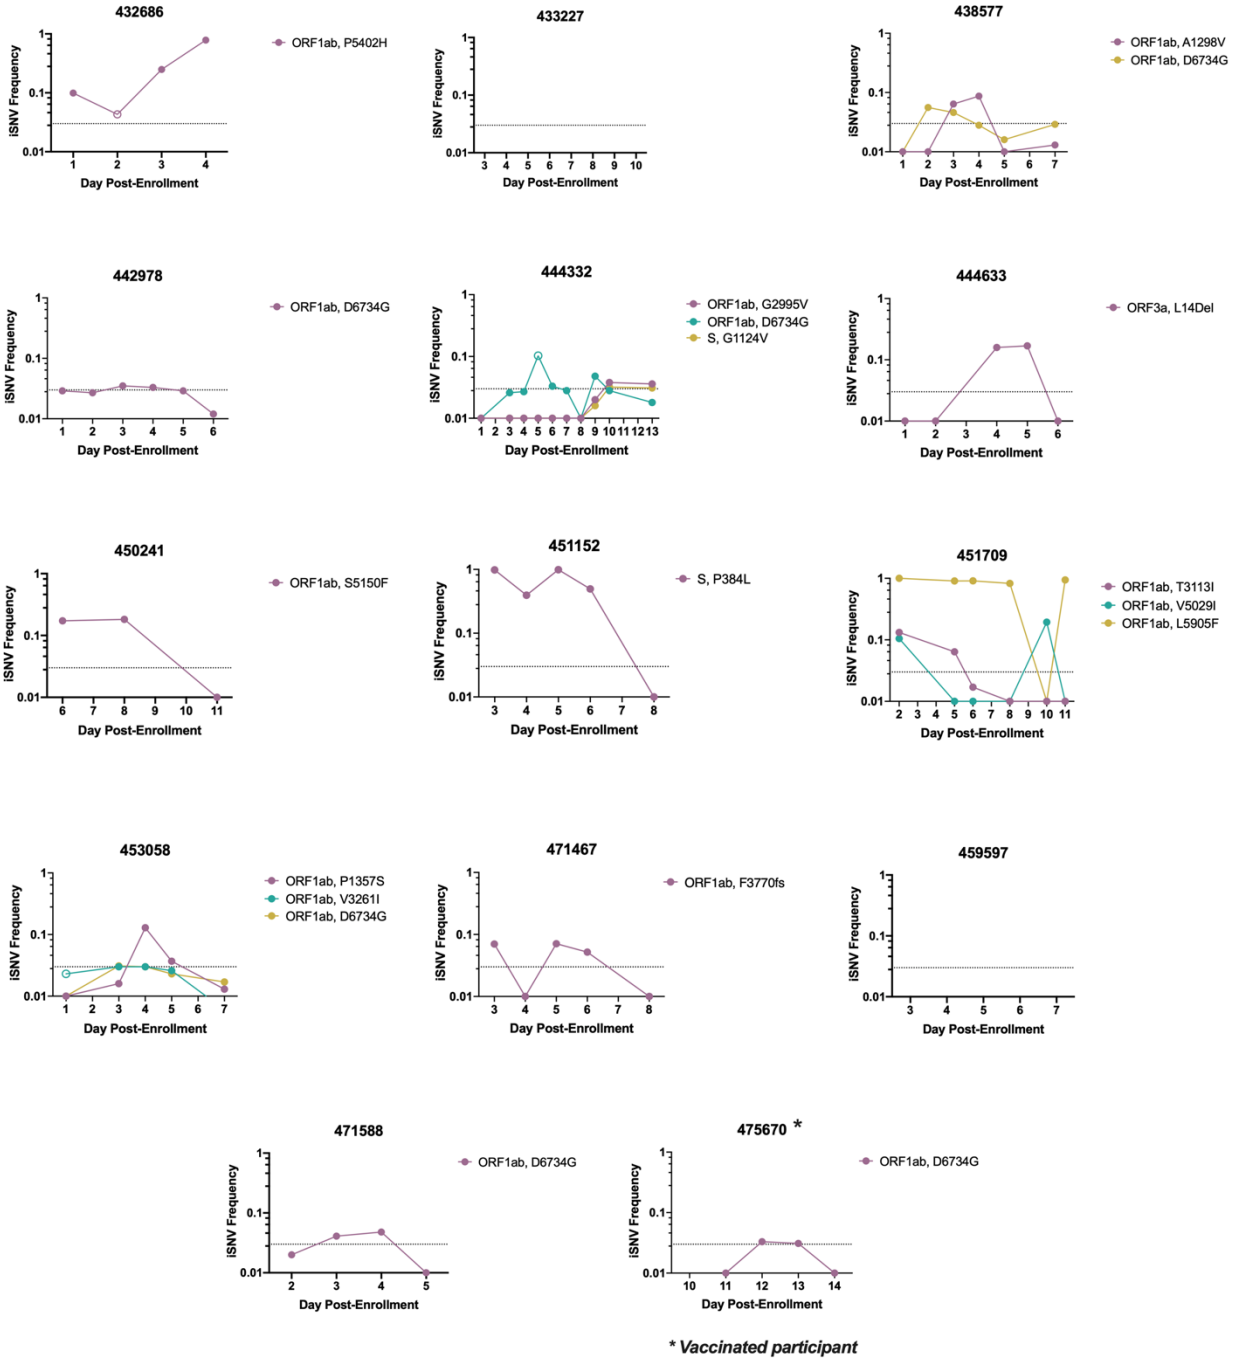 432686
1
0.1
0.01
iSNV Frequency
1 2 3 4
Day Post-Enrollment
ORF1ab, P5402H
433227
1
0.1
0.01
iSNV Frequency
3 4 5 6 7 8 9 10
Day Post-Enrollment
438577
1
0.1
0.01
iSNV Frequency
1 2 3 4 5 7
Day Post-Enrollment
ORF1ab, A1298V
ORF1ab, D6734G
442978
1
0.1
0.01
iSNV Frequency
1 2 3 4 5 6
Day Post-Enrollment
ORF1ab, D6734G
444332
1
0.1
0.01
iSNV Frequency
1 2 3 4 5 6 7 8 9 10 11 12 13
Day Post-Enrollment
ORF1ab, G2995V
ORF1ab, D6734G
S, G1124V
444633
1
0.1
0.01
iSNV Frequency
1 2 3 4 5 6
Day Post-Enrollment
ORF3a, L14Del
450241
1
0.1
0.01
iSNV Frequency
6 7 8 9 10 11
Day Post-Enrollment
ORF1ab, S5150F
451152
1
0.1
0.01
iSNV Frequency
3 4 5 6 7 8
Day Post-Enrollment
S, P384L
451709
1
0.1
0.01
iSNV Frequency
2 3 4 5 6 7 8 9 10 11
Day Post-Enrollment
ORF1ab, T3113I
ORF1ab, V5029I
ORF1ab, L5905F
453058
1
0.1
0.01
iSNV Frequency
1 2 3 4 5 6 7
Day Post-Enrollment
ORF1ab, P1357S
ORF1ab, V3261I
ORF1ab, D6734G
471467
1
0.1
0.01
iSNV Frequency
3 4 5 6 7 8
Day Post-Enrollment
ORF1ab, F3770fs
459597
1
0.1
0.01
iSNV Frequency
3 4 5 6 7
Day Post-Enrollment
471588
1
0.1
0.01
iSNV Frequency
2 3 4 5
Day Post-Enrollment
ORF1ab, D6734G
475670 *
1
0.1
0.01
iSNV Frequency
10 11 12 13 14
Day Post-Enrollment
ORF1ab, D6734G
* Vaccinated participant